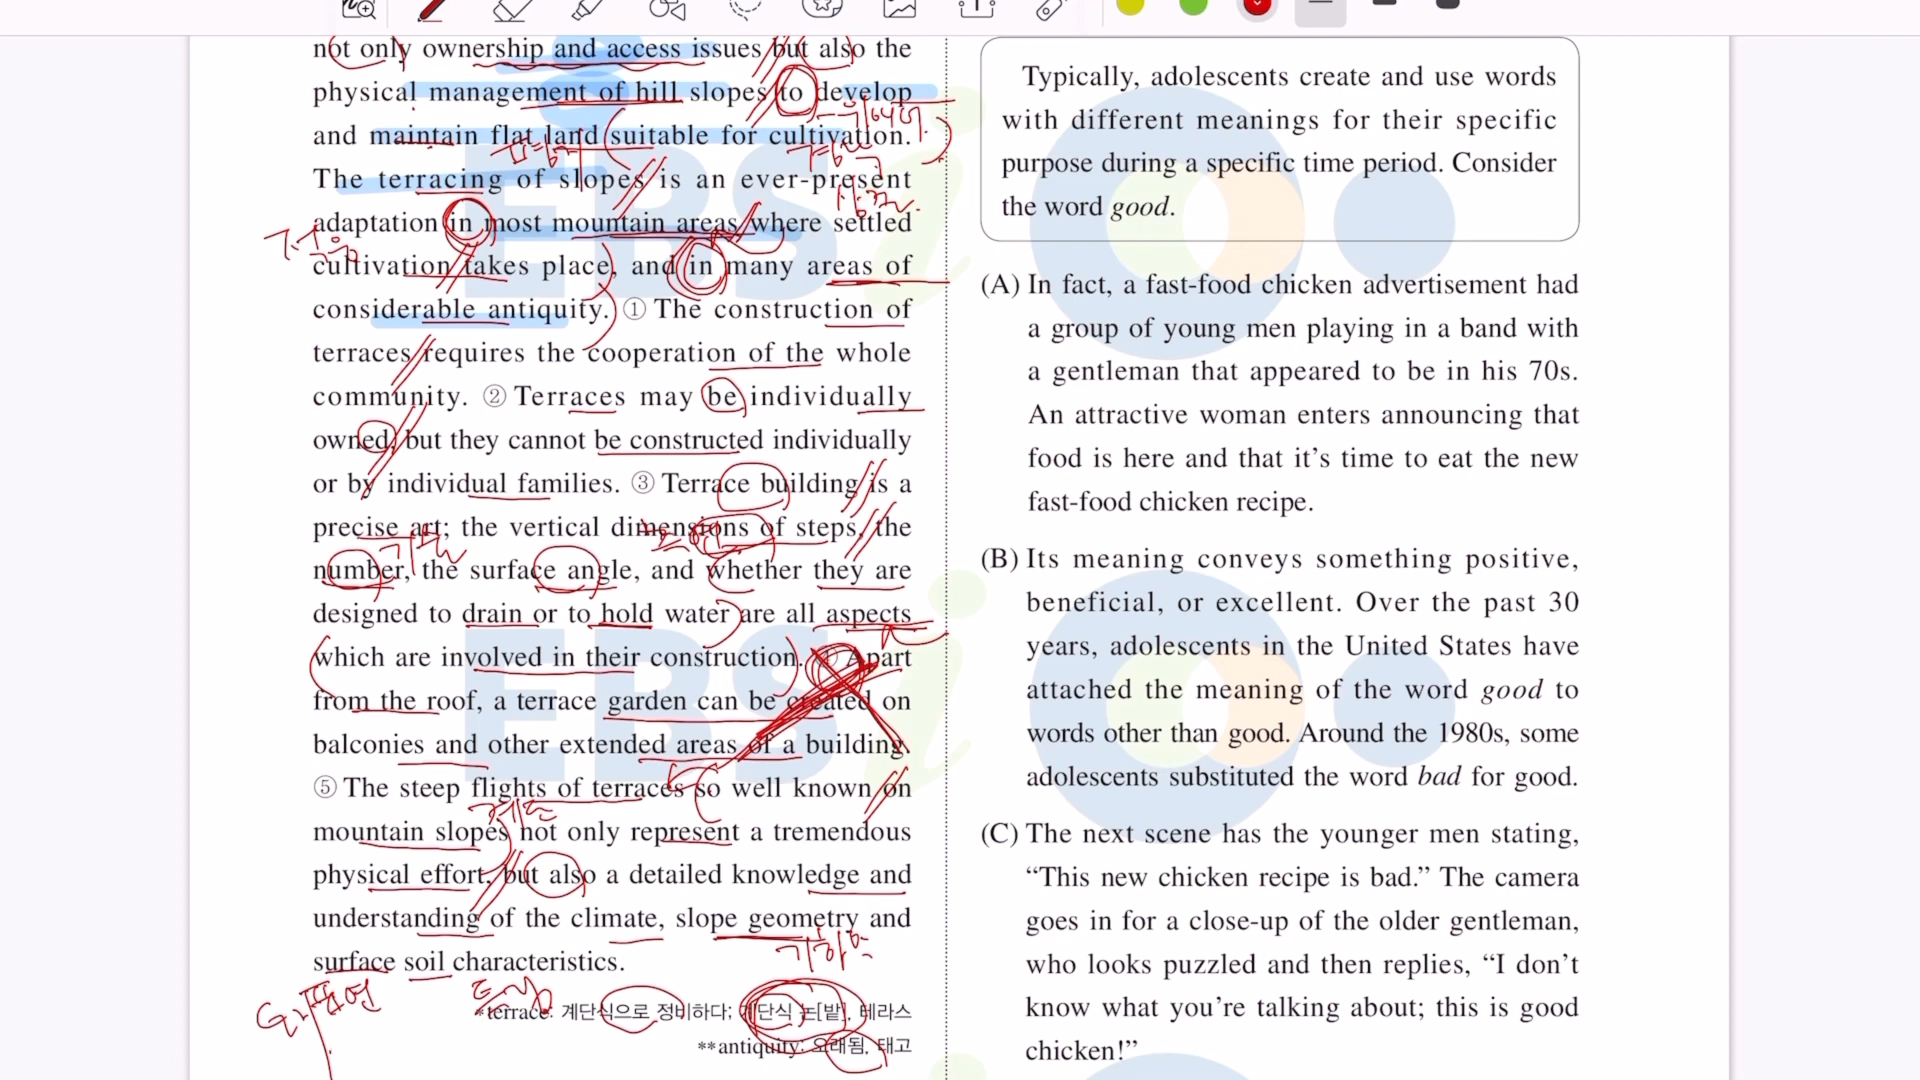 not only ownership and access issues but also the
physical management of hill slopes to develop
and maintain flat land suitable for cultivation.
The terracing of slopes is an ever-present
adaptation in most mountain areas where settled
cultivation takes place, and in many areas of
considerable antiquity. ① The construction of
terraces requires the cooperation of the whole
community. ② Terraces may be individually
owned, but they cannot be constructed individually
or by individual families. ③ Terrace building is a
precise art; the vertical dimensions of steps, the
number, the surface angle, and whether they are
designed to drain or to hold water are all aspects
which are involved in their construction. ④ Apart
from the roof, a terrace garden can be created on
balconies and other extended areas of a building.
⑤ The steep flights of terraces so well known on
mountain slopes not only represent a tremendous
physical effort, but also a detailed knowledge and
understanding of the climate, slope geometry and
surface soil characteristics.
*terrace: 계단식으로 정비하다; 계단식 논[밭], 테라스
**antiquity: 오래됨, 태고
Typically, adolescents create and use words
with different meanings for their specific
purpose during a specific time period. Consider
the word good.
(A) In fact, a fast-food chicken advertisement had
a group of young men playing in a band with
a gentleman that appeared to be in his 70s.
An attractive woman enters announcing that
food is here and that it's time to eat the new
fast-food chicken recipe.
(B) Its meaning conveys something positive,
beneficial, or excellent. Over the past 30
years, adolescents in the United States have
attached the meaning of the word good to
words other than good. Around the 1980s, some
adolescents substituted the word bad for good.
(C) The next scene has the younger men stating,
“This new chicken recipe is bad.” The camera
goes in for a close-up of the older gentleman,
who looks puzzled and then replies, “I don't
know what you're talking about; this is good
chicken!”